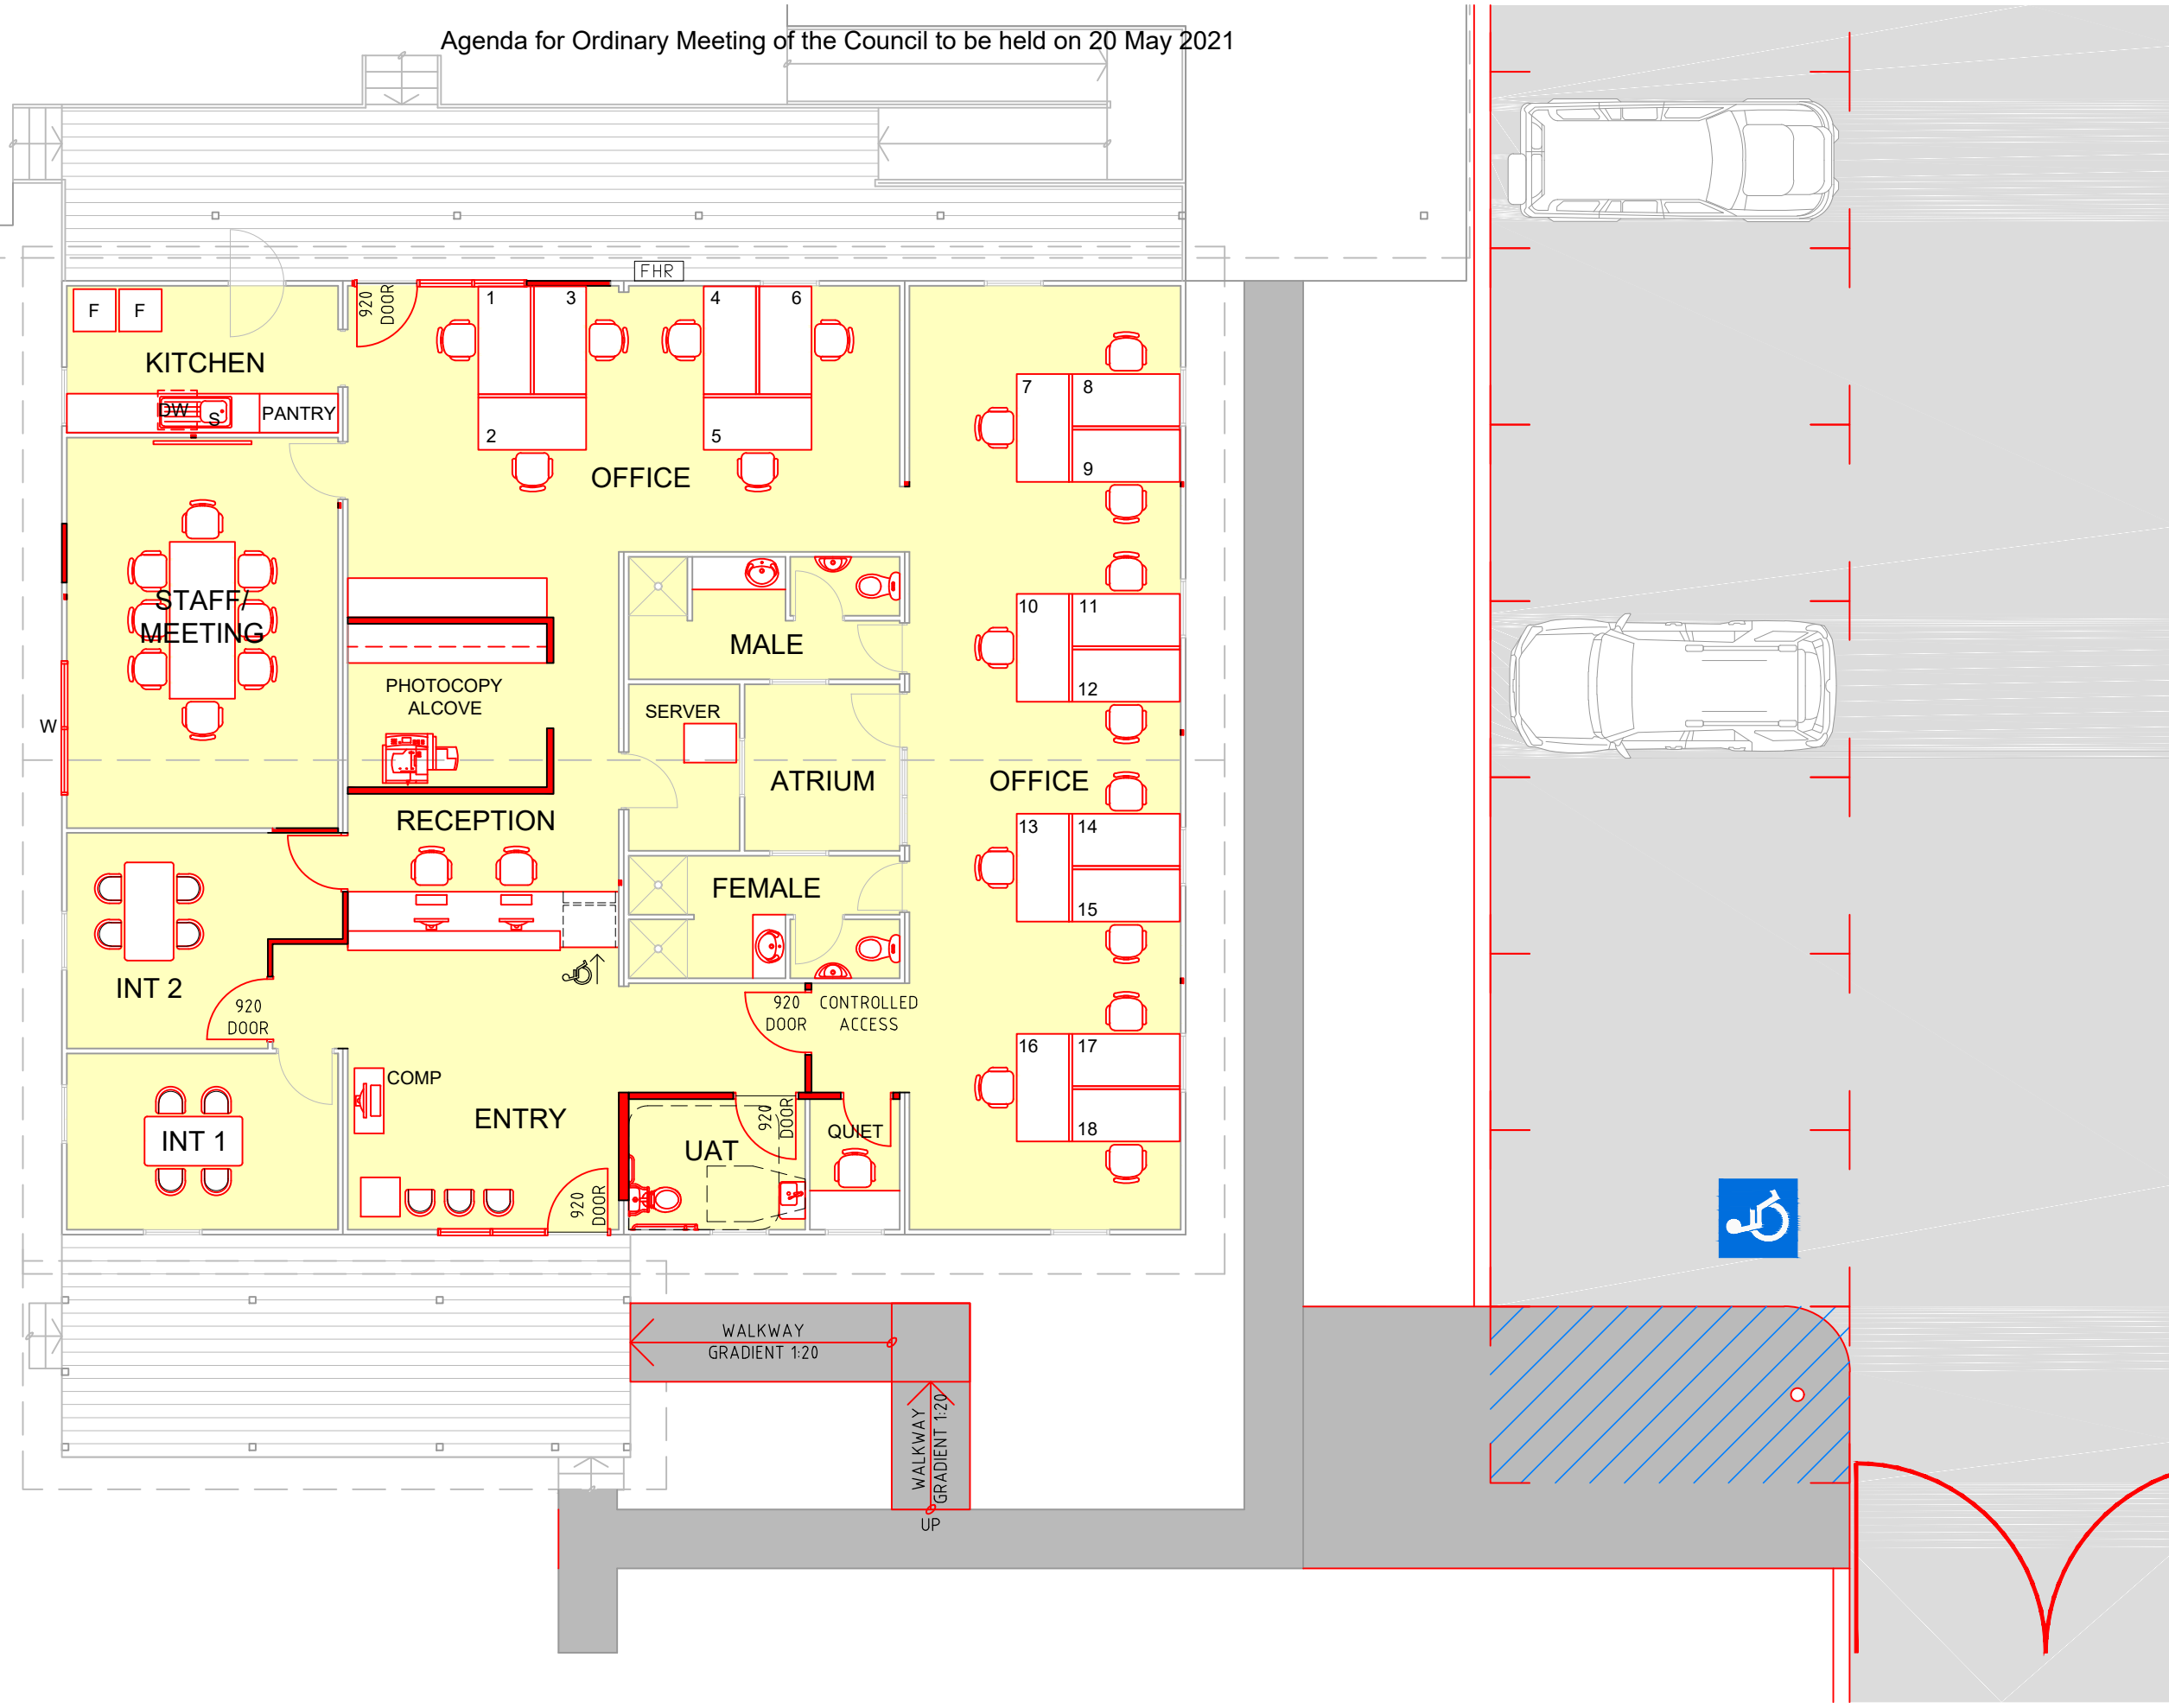 Agenda for Ordinary Meeting of the Council to be held on 20 May 2021
FHR
920
DOOR
1
3
4
6
F
F
KITCHEN
7
8
DW
S
PANTRY
2
5
9
OFFICE
STAFF/
MEETING
10
11
MALE
12
PHOTOCOPY
ALCOVE
SERVER
W
ATRIUM
OFFICE
RECEPTION
13
14
FEMALE
15
INT 2
920
DOOR
920
DOOR
CONTROLLED
ACCESS
16
17
COMP
ENTRY
920
DOOR
QUIET
18
INT 1
UAT
920
DOOR
WALKWAY
GRADIENT 1:20
WALKWAY
GRADIENT 1:20
UP